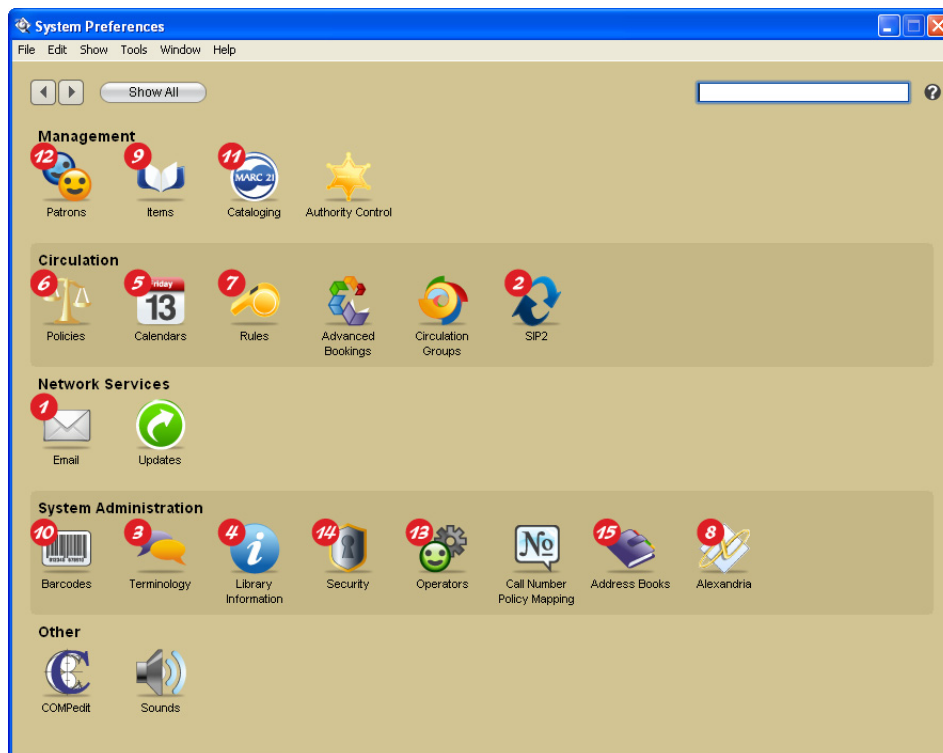 System Preferences
File Edit Show Tools Window Help
Show All
?
Management
12 9 11
MARC 21
Patrons Items Cataloging Authority Control
Circulation
6 5 7 2
riday
13
Policies Calendars Rules Advanced Bookings Circulation Groups SIP2
Network Services
1
Email Updates
System Administration
10 3 4 14 13 15 8
i No
Barcodes Terminology Library Information Security Operators Call Number Policy Mapping Address Books Alexandria
Other
C
COMPedit Sounds